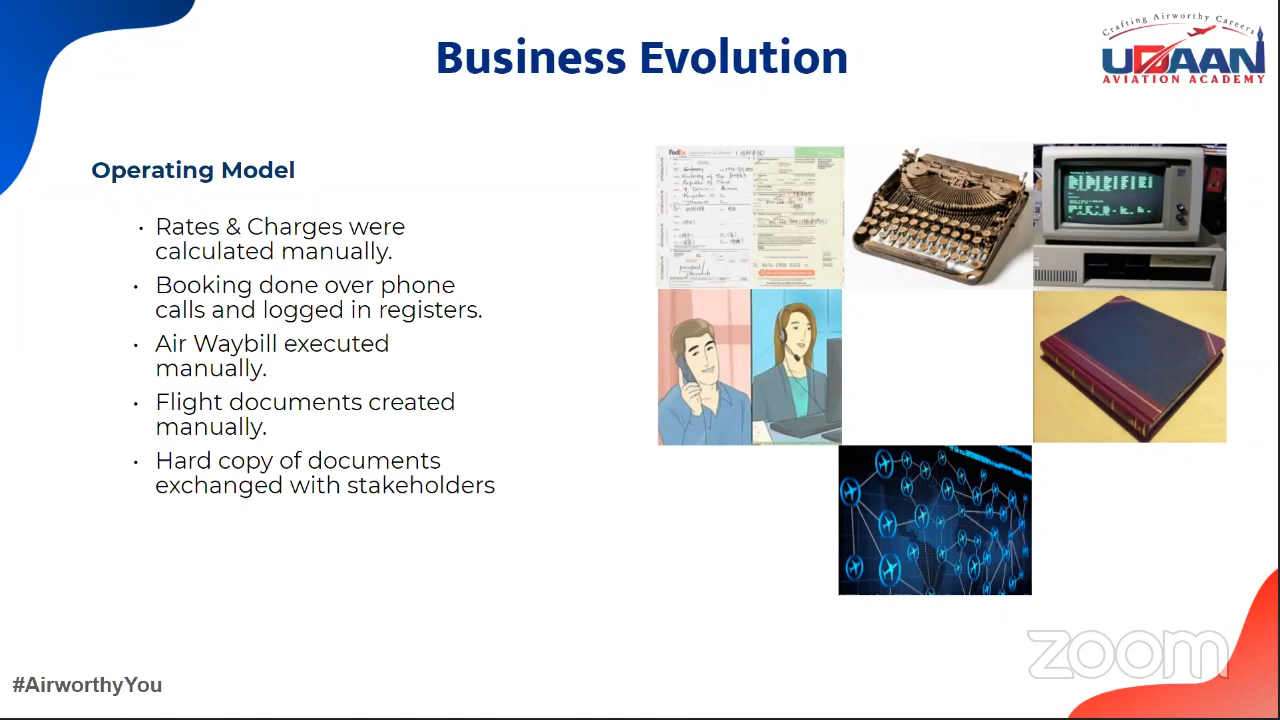 Business Evolution
Crafting Airworthy Careers
UDAAN
AVIATION ACADEMY
Operating Model
• Rates & Charges were
calculated manually.
• Booking done over phone
calls and logged in registers.
• Air Waybill executed
manually.
• Flight documents created
manually.
• Hard copy of documents
exchanged with stakeholders
FedEx
zoom
#AirworthyYou